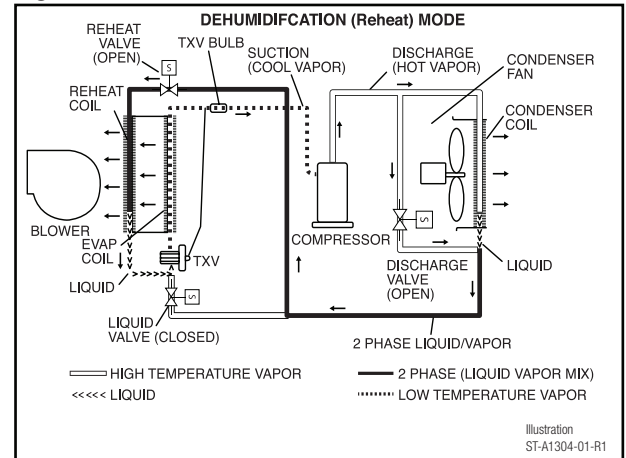 DEHUMIDIFCATION (Reheat) MODE
REHEAT
VALVE
(OPEN)
TXV BULB
SUCTION
(COOL VAPOR)
DISCHARGE
(HOT VAPOR)
CONDENSER
FAN
S
REHEAT
COIL
CONDENSER
COIL
BLOWER
EVAP
COIL
TXV
COMPRESSOR
S
LIQUID
LIQUID
DISCHARGE
VALVE
(OPEN)
S
LIQUID
VALVE (CLOSED)
2 PHASE LIQUID/VAPOR
HIGH TEMPERATURE VAPOR
2 PHASE (LIQUID VAPOR MIX)
<<<<< LIQUID
LOW TEMPERATURE VAPOR
Illustration
ST-A1304-01-R1